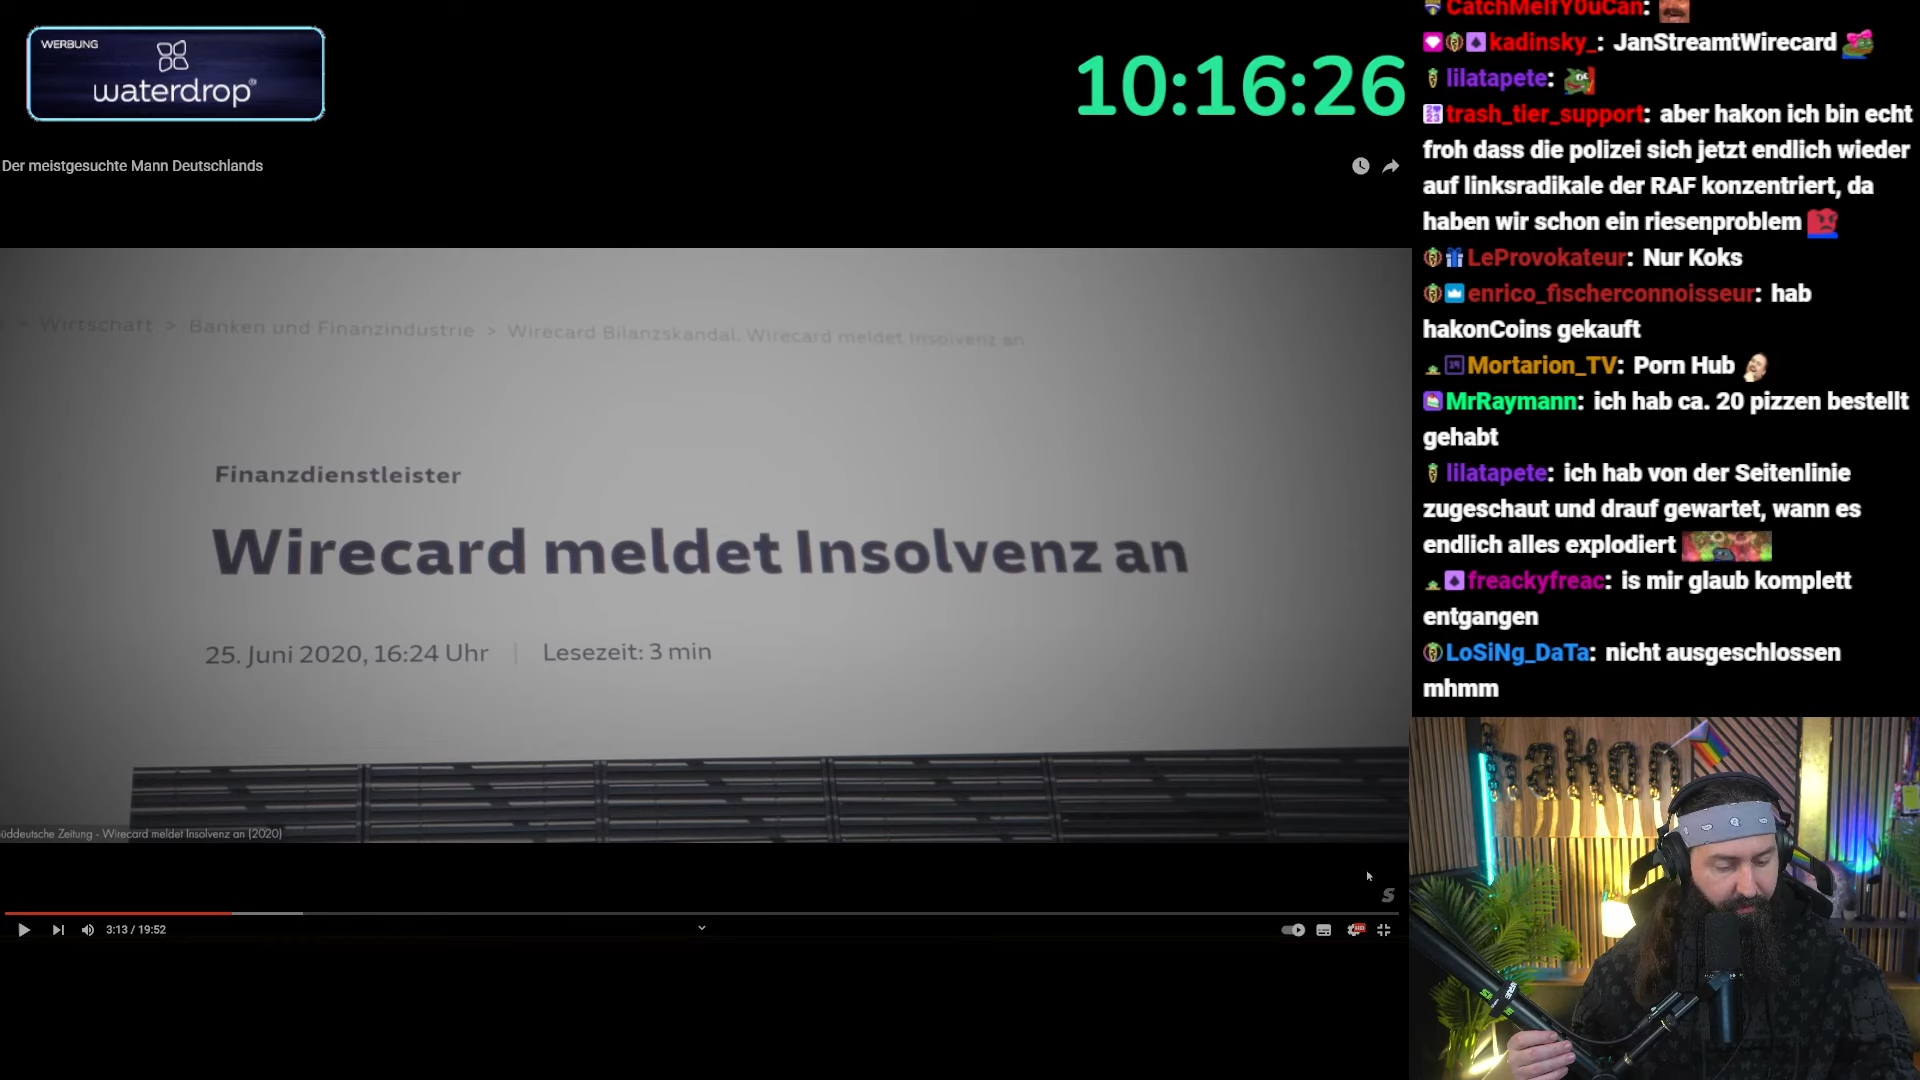 WERBUNG
waterdrop®
10:16:26
Der meistgesuchte Mann Deutschlands
Wirtschaft > Banken und Finanzindustrie > Wirecard Bilanzskandal, Wirecard meldet Insolvenz an
Finanzdienstleister
Wirecard meldet Insolvenz an
25. Juni 2020, 16:24 Uhr | Lesezeit: 3 min
üddeutsche Zeitung - Wirecard meldet Insolvenz an (2020)
S
3:13 / 19:52
HD
CatchMeIfY0uCan:
kadinsky_: JanStreamtWirecard
lilatapete:
trash_tier_support: aber hakon ich bin echt
froh dass die polizei sich jetzt endlich wieder
auf linksradikale der RAF konzentriert, da
haben wir schon ein riesenproblem
LeProvokateur: Nur Koks
enrico_fischerconnoisseur: hab
hakonCoins gekauft
Mortarion_TV: Porn Hub
MrRaymann: ich hab ca. 20 pizzen bestellt
gehabt
lilatapete: ich hab von der Seitenlinie
zugeschaut und drauf gewartet, wann es
endlich alles explodiert
freackyfreac: is mir glaub komplett
entgangen
LoSiNg_DaTa: nicht ausgeschlossen
mhmm
hakon